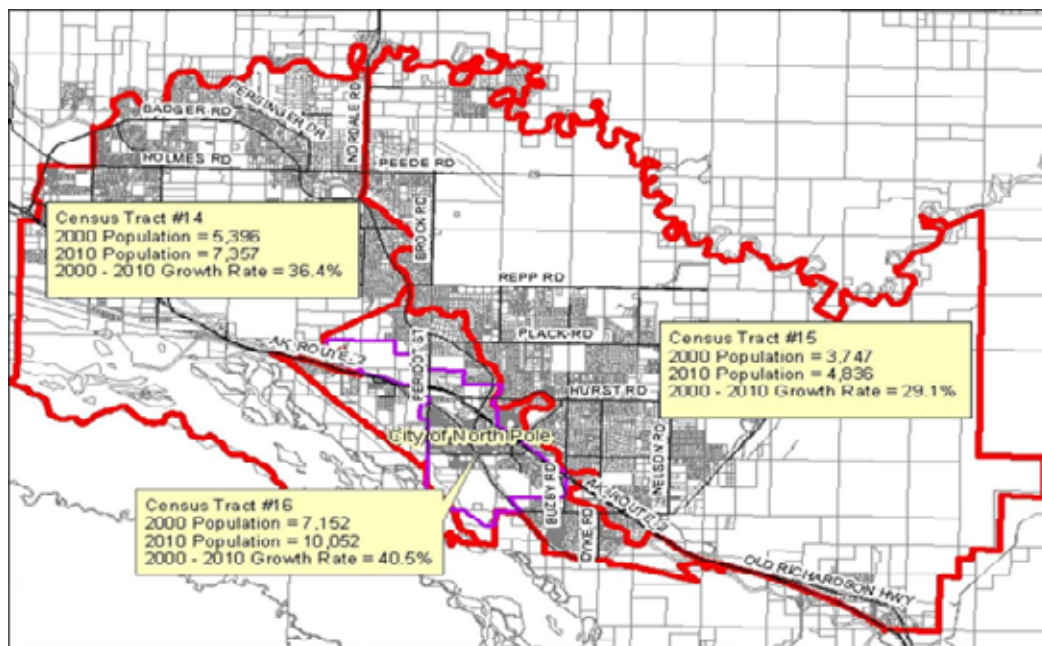 PERSINGER DR
BADGER RD
NORDALE RD
HOLMES RD
PEEDE RD
BROCK RD
Census Tract #14
2000 Population = 5,396
2010 Population = 7,357
2000 - 2010 Growth Rate = 36.4%
REPP RD
PLACK RD
AK ROUTE 3
PERIDOT ST
Census Tract #15
2000 Population = 3,747
2010 Population = 4,836
2000 - 2010 Growth Rate = 29.1%
HURST RD
City of North Pole
NELSON RD
BUZBY RD
AK ROUTE 2
DYKE RD
Census Tract #16
2000 Population = 7,152
2010 Population = 10,052
2000 - 2010 Growth Rate = 40.5%
OLD RICHARDSON HWY